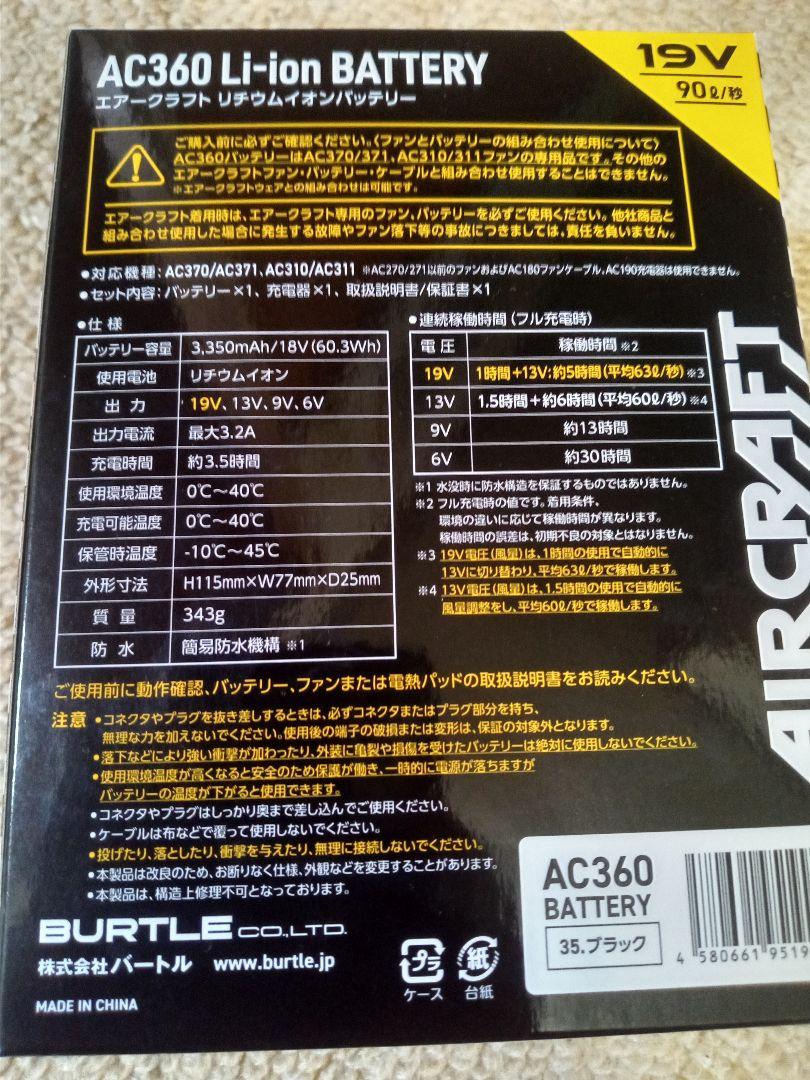 AC360 Li-ion BATTERY
エアークラフト リチウムイオンバッテリー
19V
90ℓ/秒
ご購入前に必ずご確認ください。〈ファンとバッテリーの組み合わせ使用について〉
AC360バッテリーはAC370/371、AC310/311ファンの専用品です。その他の
エアークラフトファン・バッテリー・ケーブルと組み合わせ使用することはできません。
※エアークラフトウェアとの組み合わせは可能です。
エアークラフト着用時は、エアークラフト専用のファン、バッテリーを必ずご使用ください。他社商品と
組み合わせ使用した場合に発生する故障やファン落下等の事故につきましては、責任を負いません。
●対応機種：AC370/AC371、AC310/AC311 ※AC270/271以前のファンおよびAC180ファンケーブル、AC190充電器は使用できません。
●セット内容：バッテリー×1、充電器×1、取扱説明書/保証書×1
●仕様
バッテリー容量 3,350mAh/18V(60.3Wh)
使用電池 リチウムイオン
出力 19V、13V、9V、6V
出力電流 最大3.2A
充電時間 約3.5時間
使用環境温度 0℃～40℃
充電可能温度 0℃～40℃
保管時温度 -10℃～45℃
外形寸法 H115mm×W77mm×D25mm
質量 343g
防水 簡易防水機構 ※1
●連続稼働時間（フル充電時）
電圧 稼働時間 ※2
19V 1時間＋13V：約5時間(平均63ℓ/秒) ※3
13V 1.5時間＋約6時間(平均60ℓ/秒) ※4
9V 約13時間
6V 約30時間
※1 水没時に防水構造を保証するものではありません。
※2 フル充電時の値です。着用条件、
環境の違いに応じて稼働時間が異なります。
稼働時間の誤差は、初期不良の対象とはなりません。
※3 19V電圧(風量)は、1時間の使用で自動的に
13Vに切り替わり、平均63ℓ/秒で稼働します。
※4 13V電圧(風量)は、1.5時間の使用で自動的に
風量調整をし、平均60ℓ/秒で稼働します。
AIRCRAFT
ご使用前に動作確認、バッテリー、ファンまたは電熱パッドの取扱説明書をお読みください。
注意 ●コネクタやプラグを抜き差しするときは、必ずコネクタまたはプラグ部分を持ち、
無理な力を加えないでください。使用後の端子の破損または変形は、保証の対象外となります。
●落下などにより強い衝撃が加わったり、外装に亀裂や損傷を受けたバッテリーは絶対に使用しないでください。
●使用環境温度が高くなると安全のため保護が働き、一時的に電源が落ちますが
バッテリーの温度が下がると使用できます。
●コネクタやプラグはしっかり奥まで差し込んでご使用ください。
●ケーブルは布などで覆って使用しないでください。
●投げたり、落としたり、衝撃を与えたり、無理に接続しないでください。
●本製品は改良のため、お断りなく仕様、外観などを変更することがあります。
●本製品は、構造上修理不可となっております。
BURTLE CO.,LTD.
株式会社バートル www.burtle.jp
MADE IN CHINA
プラ
ケース
紙
台紙
AC360
BATTERY
35.ブラック
4 580661 9519